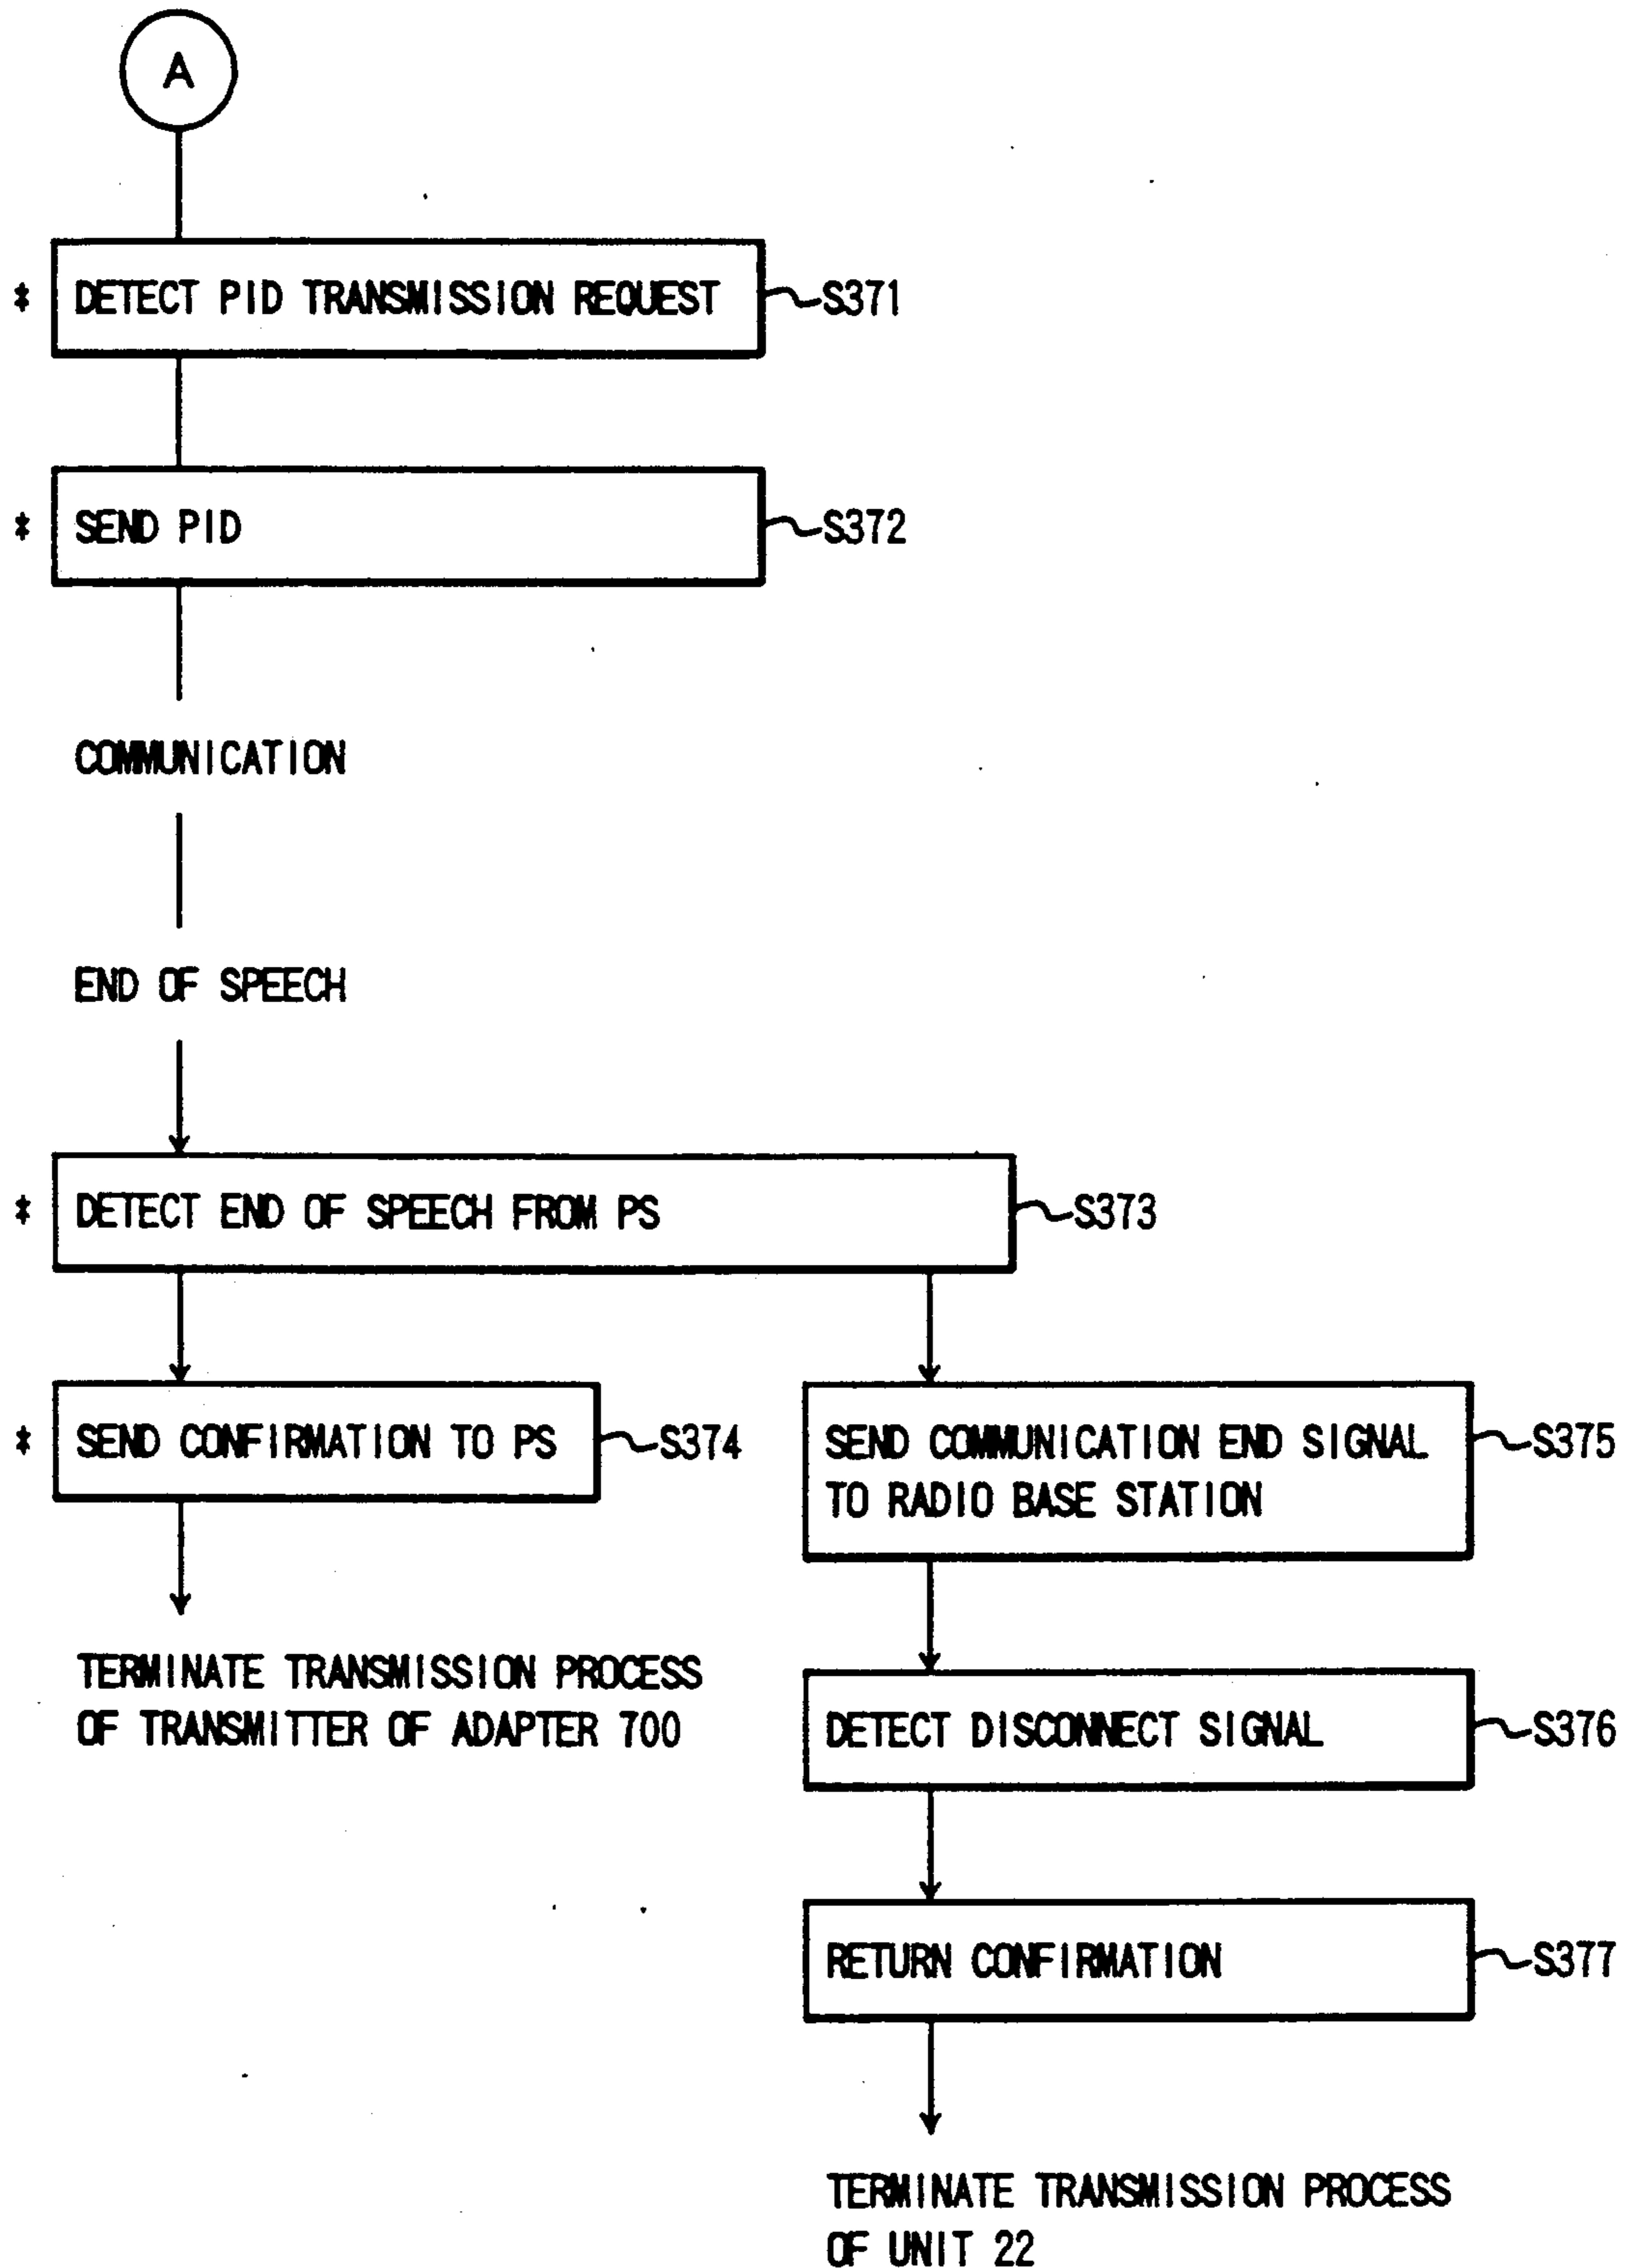 A
* DETECT PID TRANSMISSION REQUEST S371
* SEND PID S372
COMMUNICATION
END OF SPEECH
* DETECT END OF SPEECH FROM PS S373
* SEND CONFIRMATION TO PS S374
SEND COMMUNICATION END SIGNAL S375
TO RADIO BASE STATION
TERMINATE TRANSMISSION PROCESS
OF TRANSMITTER OF ADAPTER 700
DETECT DISCONNECT SIGNAL S376
RETURN CONFIRMATION S377
TERMINATE TRANSMISSION PROCESS
OF UNIT 22